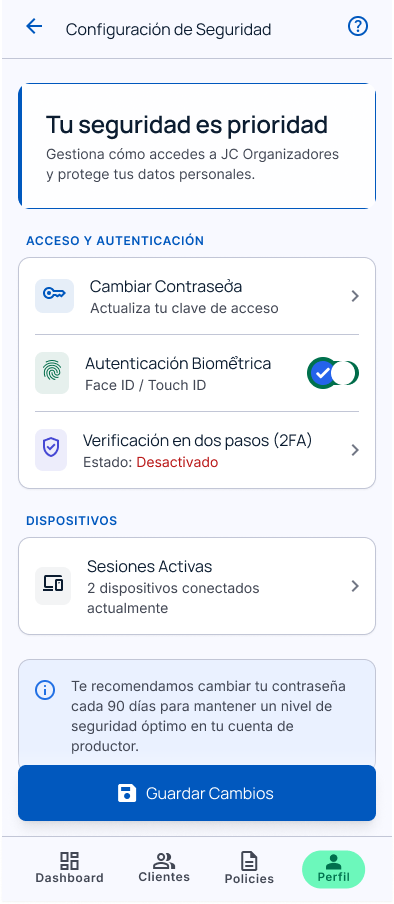 Configuración de Seguridad
Tu seguridad es prioridad
Gestiona cómo accedes a JC Organizadores
y protege tus datos personales.
ACCESO Y AUTENTICACIÓN
Cambiar Contraseña
Actualiza tu clave de acceso
Autenticación Biométrica
Face ID / Touch ID
Verificación en dos pasos (2FA)
Estado: Desactivado
DISPOSITIVOS
Sesiones Activas
2 dispositivos conectados
actualmente
Te recomendamos cambiar tu contraseña
cada 90 días para mantener un nivel de
seguridad óptimo en tu cuenta de
productor.
Guardar Cambios
Dashboard
Clientes
Policies
Perfil